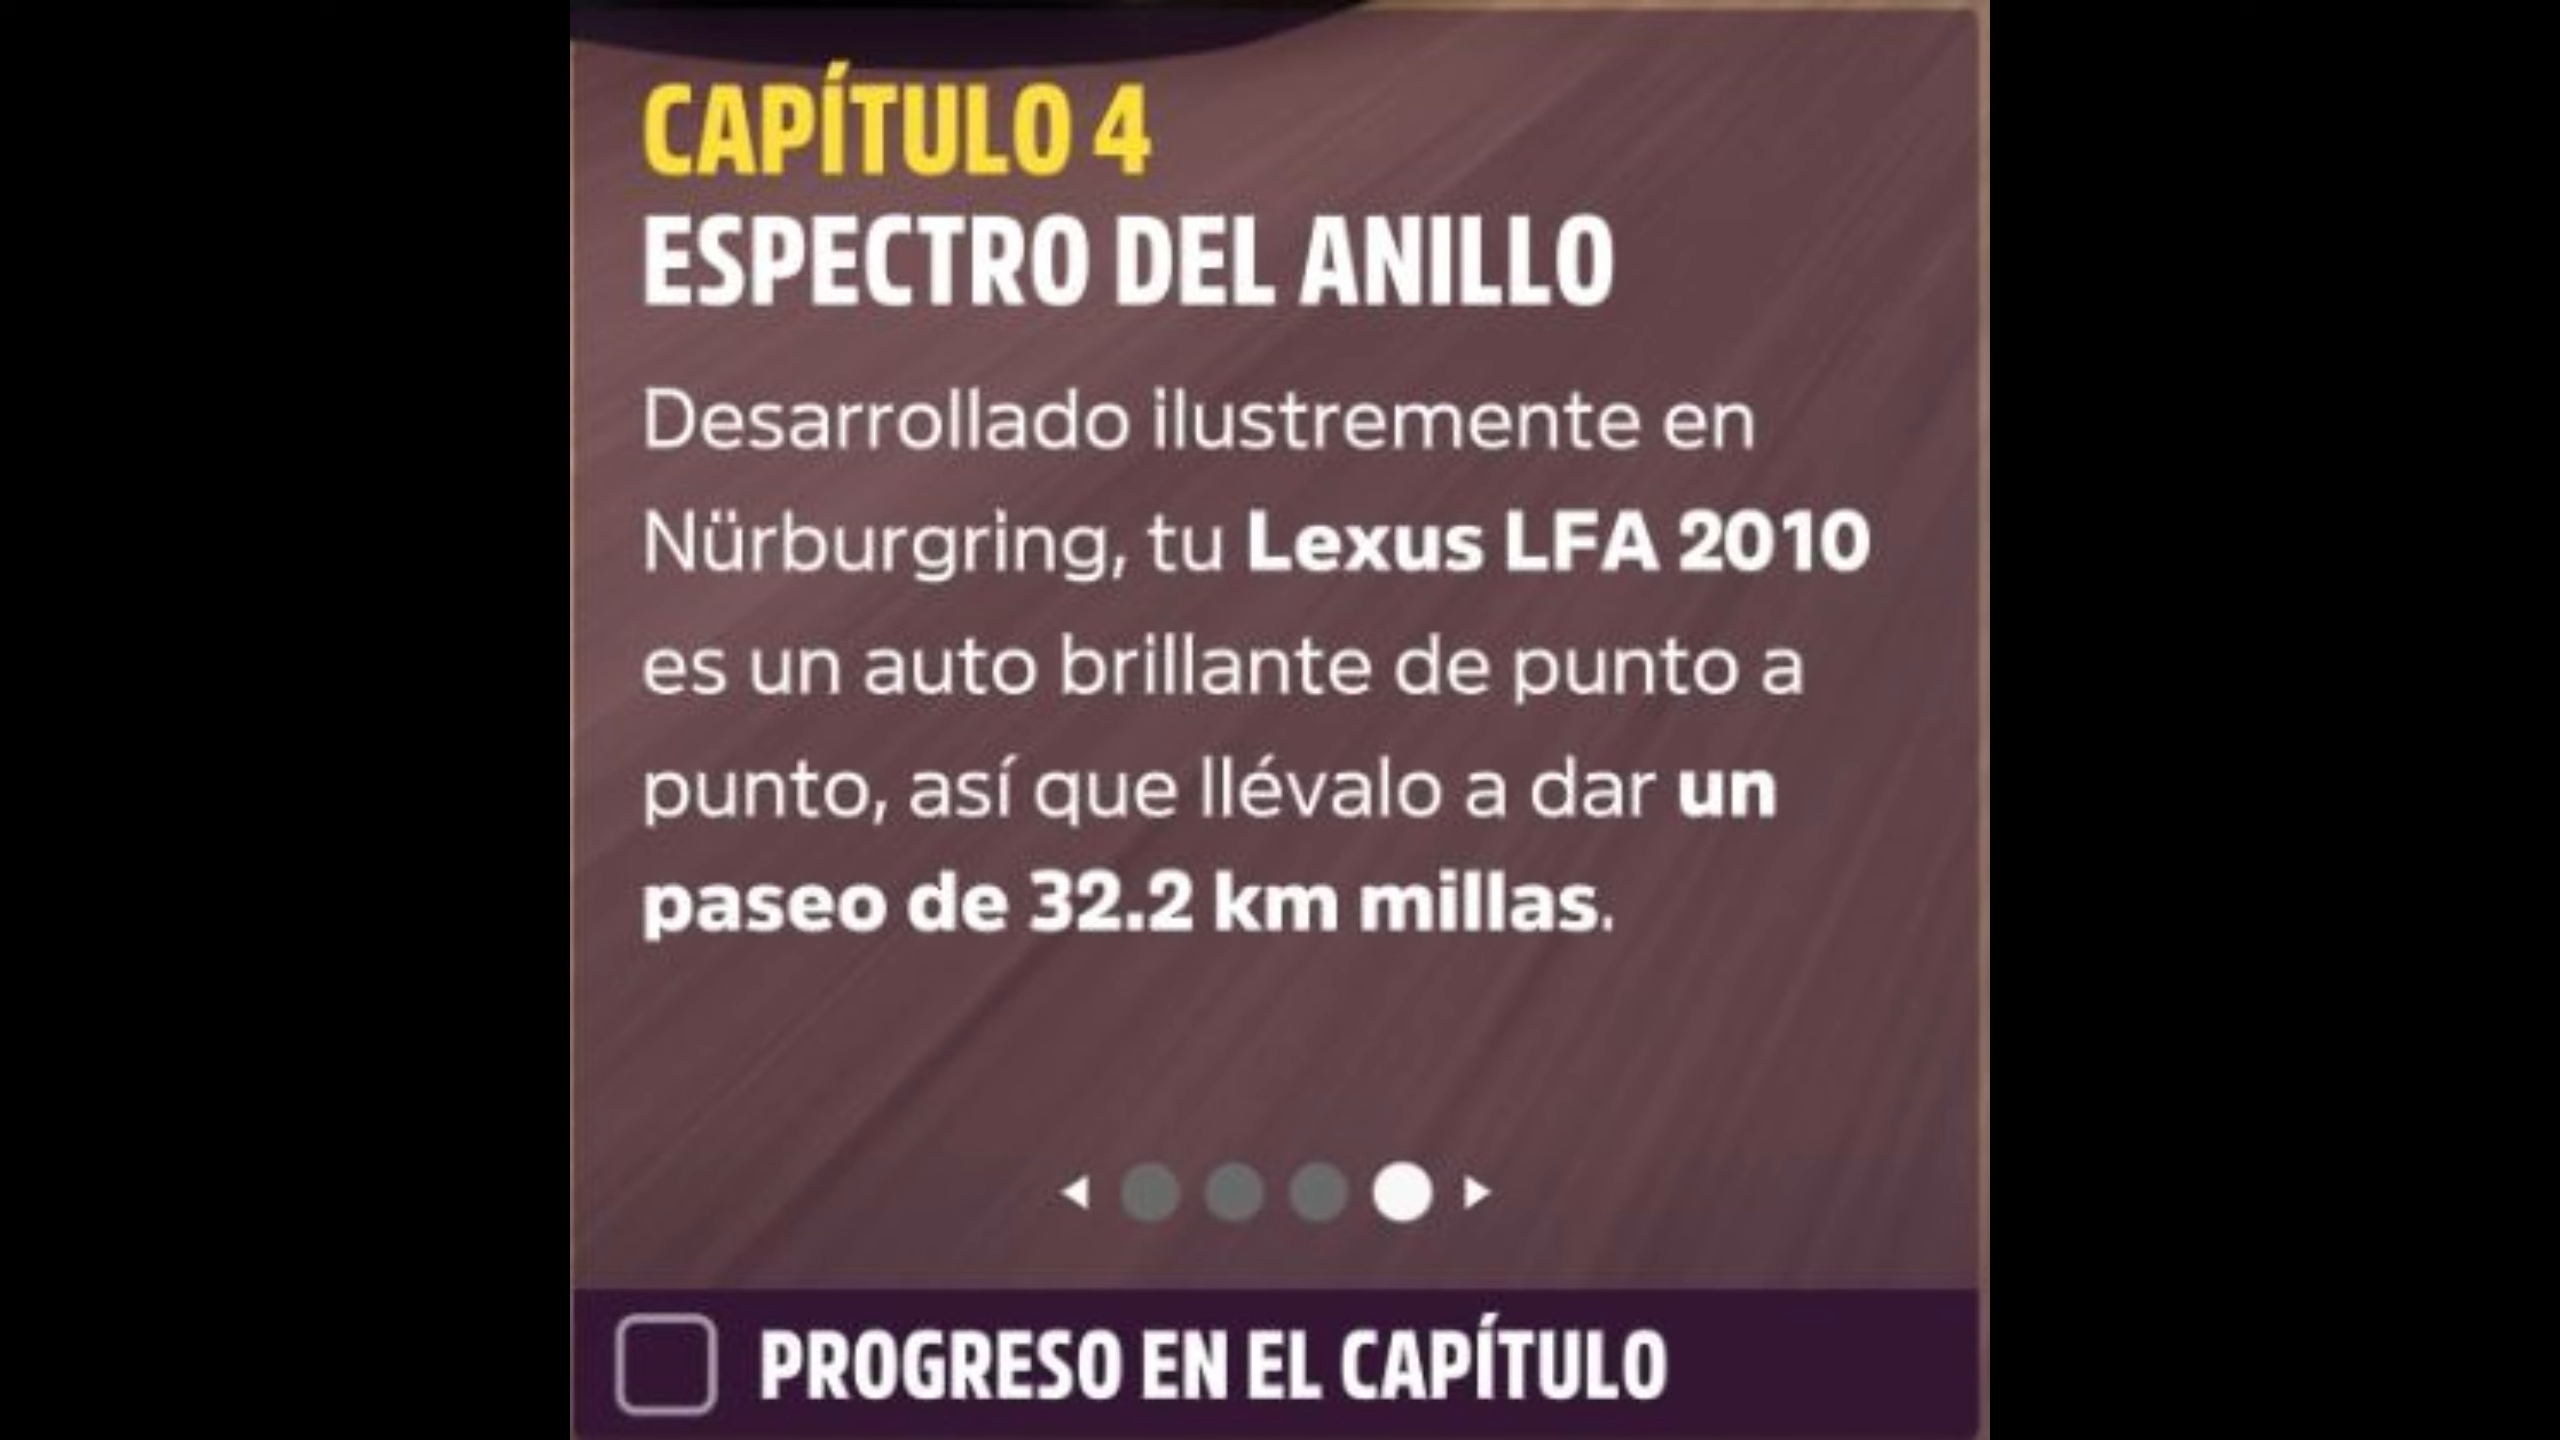 CAPÍTULO 4
ESPECTRO DEL ANILLO
Desarrollado ilustremente en
Nürburgring, tu Lexus LFA 2010
es un auto brillante de punto a
punto, así que llévalo a dar un
paseo de 32.2 km millas.
PROGRESO EN EL CAPÍTULO